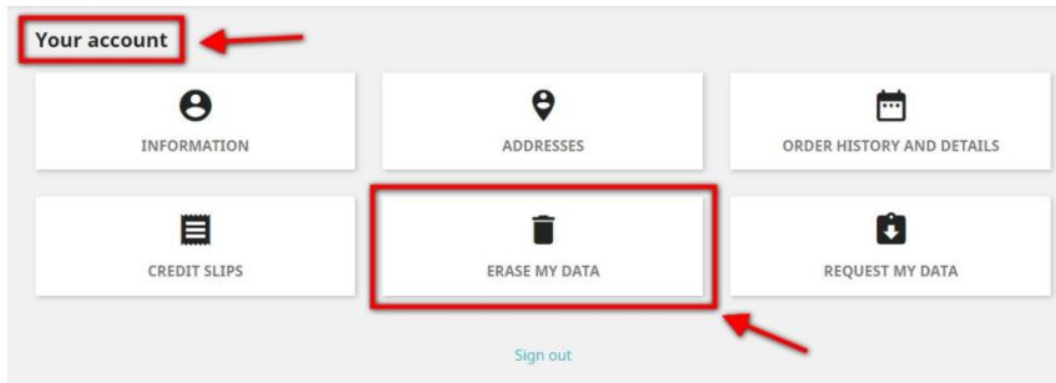 Your account
INFORMATION
ADDRESSES
ORDER HISTORY AND DETAILS
CREDIT SLIPS
ERASE MY DATA
REQUEST MY DATA
Sign out